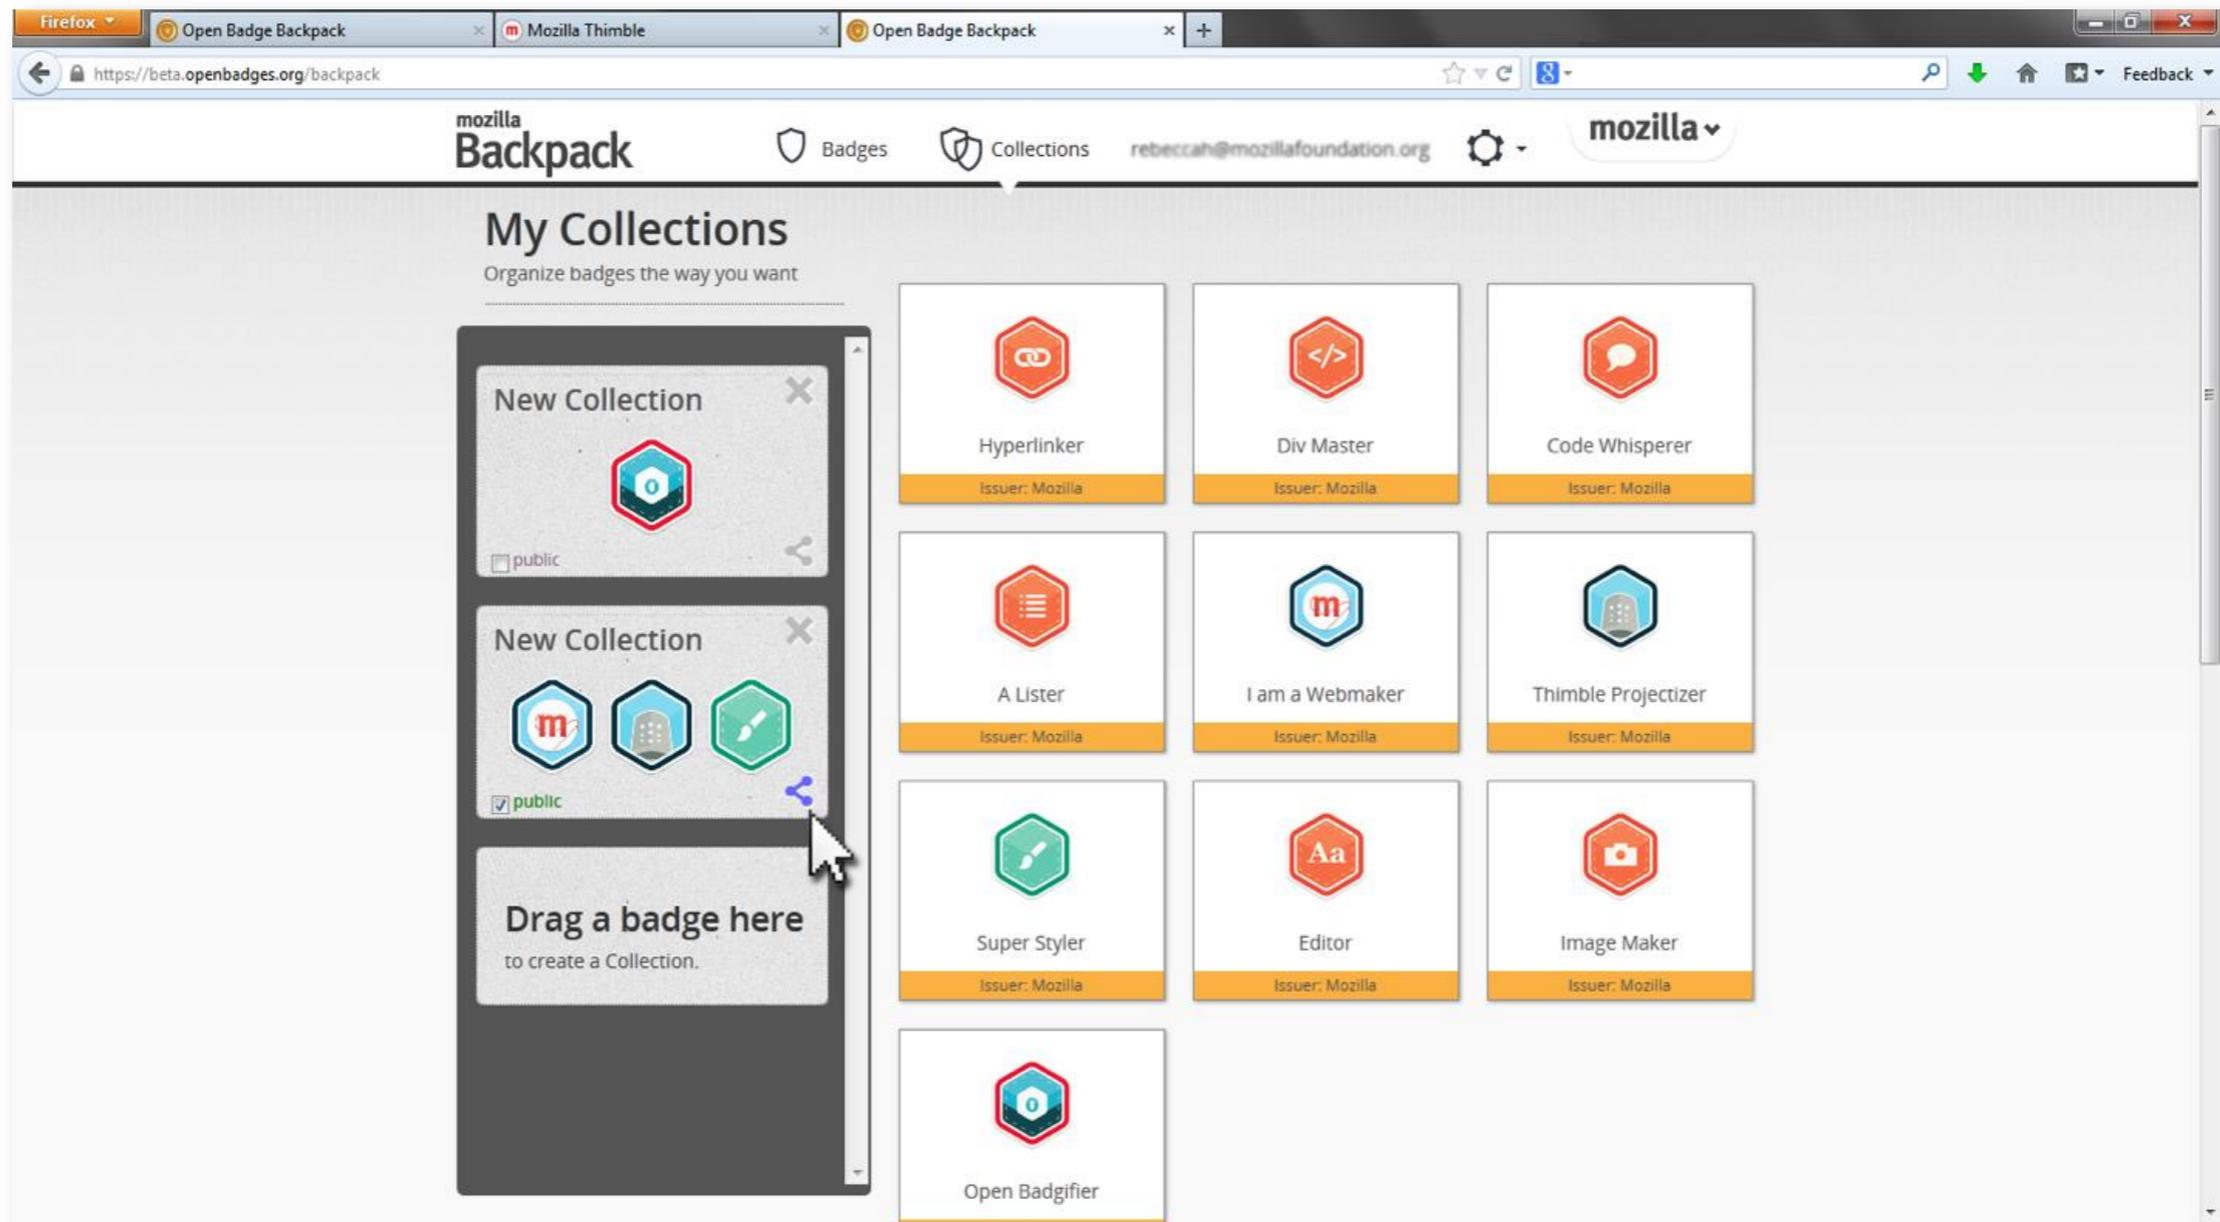 Firefox
Open Badge Backpack
Mozilla Thimble
Open Badge Backpack
https://beta.openbadges.org/backpack
Feedback
mozilla
Backpack
Badges
Collections
rebeccah@mozillafoundation.org
mozilla
My Collections
Organize badges the way you want
New Collection
public
New Collection
public
Drag a badge here
to create a Collection.
Hyperlinker
Issuer: Mozilla
Div Master
Issuer: Mozilla
Code Whisperer
Issuer: Mozilla
A Lister
Issuer: Mozilla
I am a Webmaker
Issuer: Mozilla
Thimble Projectizer
Issuer: Mozilla
Super Styler
Issuer: Mozilla
Aa
Editor
Issuer: Mozilla
Image Maker
Issuer: Mozilla
Open Badgifier